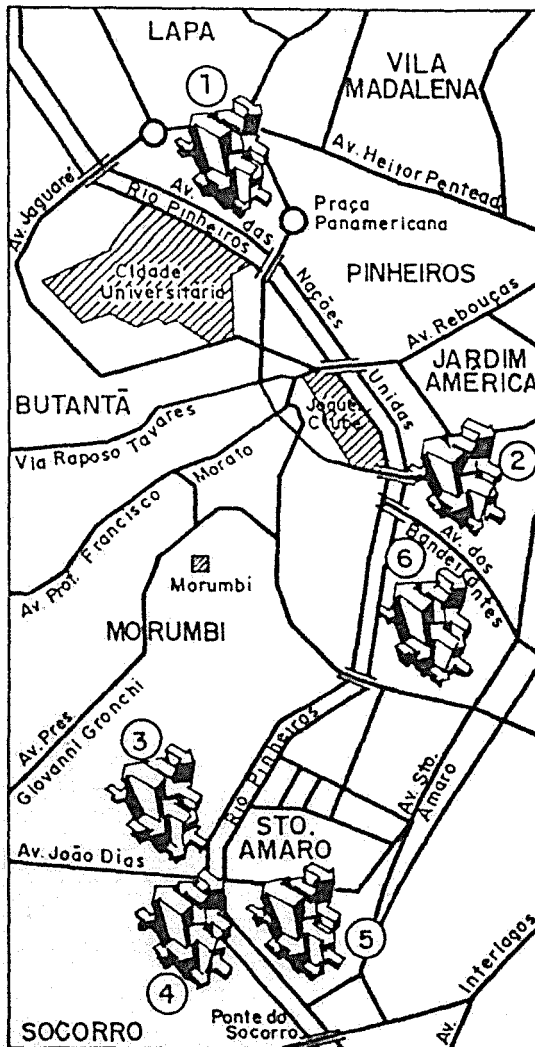 LAPA
1
VILA
MADALENA
Av. Heitor Pentead
Av. Jaguaré
Av. das Nações Unidas
Rio Pinheiros
Praça
Panamericana
Cidade
Universitária
PINHEIROS
Av. Rebouças
JARDIM
AMÉRICA
BUTANTÃ
Jóquei
Clube
Via Raposo Tavares
2
Av. dos
Bandeirantes
6
Av. Prof. Francisco Morato
Morumbi
MORUMBI
Av. Pres.
Giovanni Gronchi
3
Rio Pinheiros
Av. Sto.
Amaro
STO.
AMARO
Av. João Dias
4
5
Ponte do
Socorro
SOCORRO
Av. Interlagos